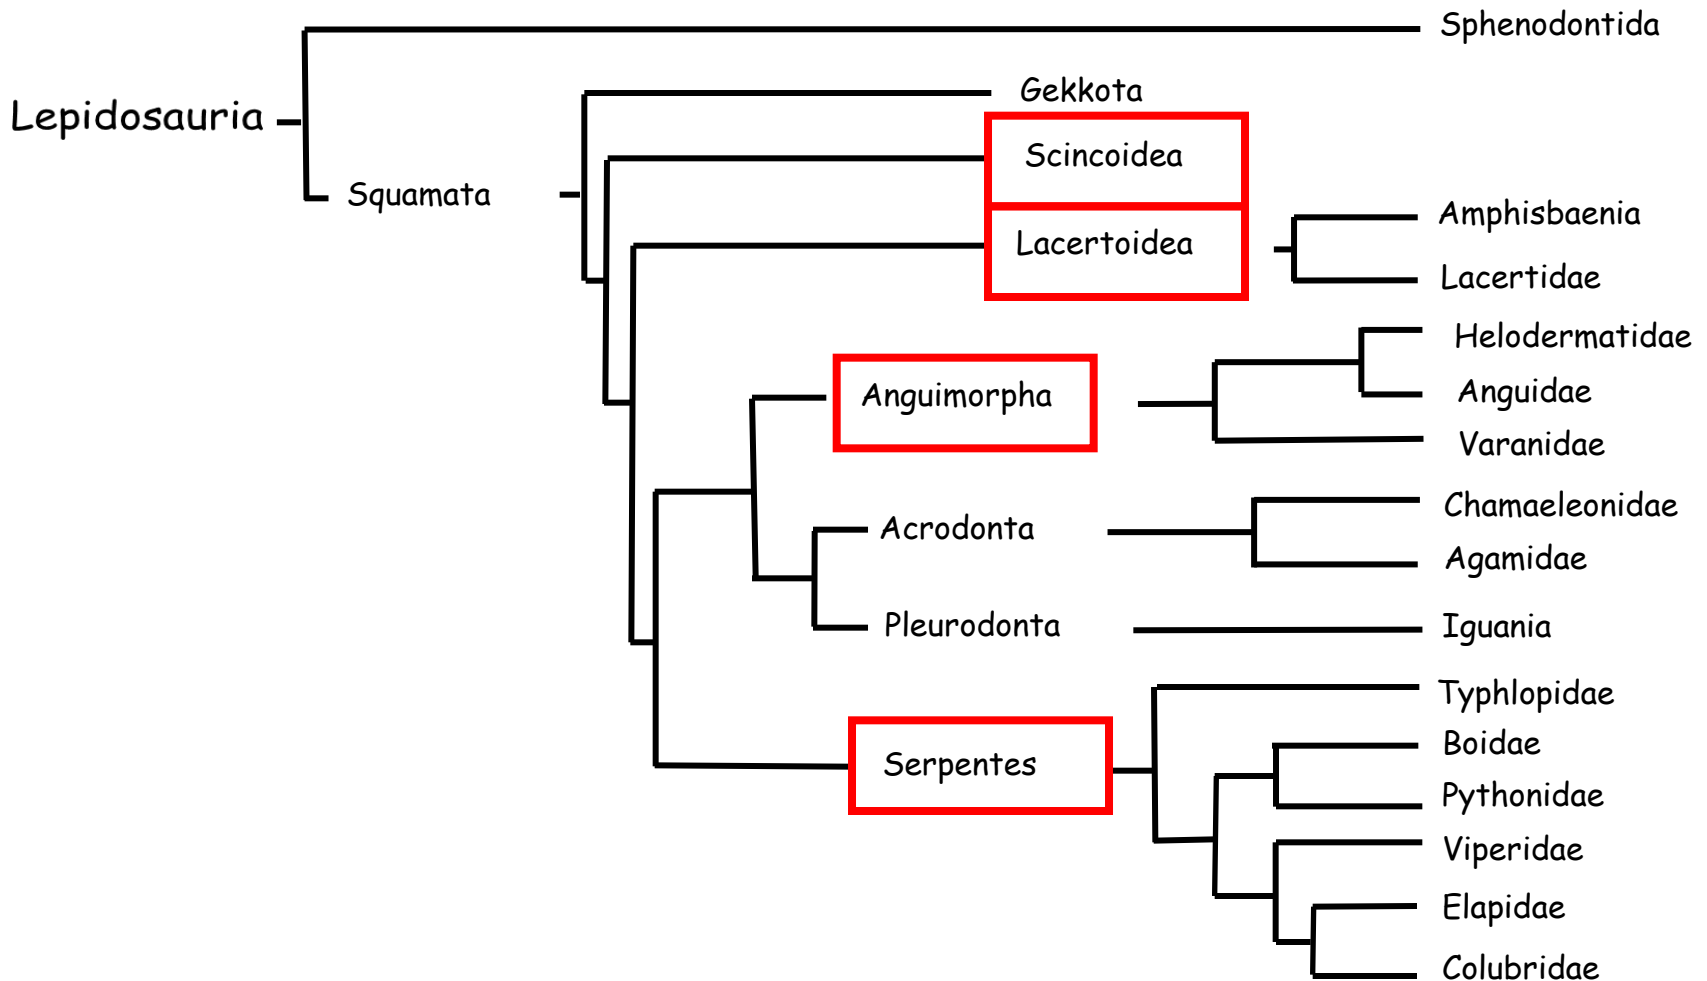 Sphenodontida
Gekkota
Lepidosauria
Scincoidea
Squamata
Amphisbaenia
Lacertoidea
Lacertidae
Helodermatidae
Anguimorpha
Anguidae
Varanidae
Chamaeleonidae
Acrodonta
Agamidae
Pleurodonta
Iguania
Typhlopidae
Boidae
Serpentes
Pythonidae
Viperidae
Elapidae
Colubridae